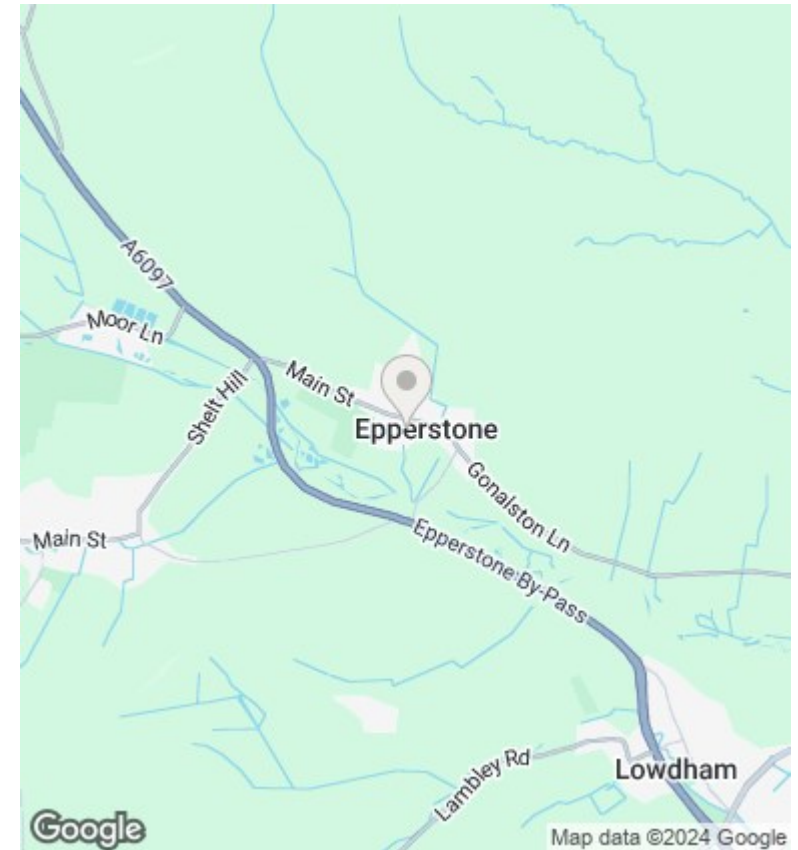 A6097
Moor Ln
Main St
Shelt Hill
Epperstone
Gonalston Ln
Main St
Epperstone By-Pass
Lambley Rd
Lowdham
Google
Map data ©2024 Google